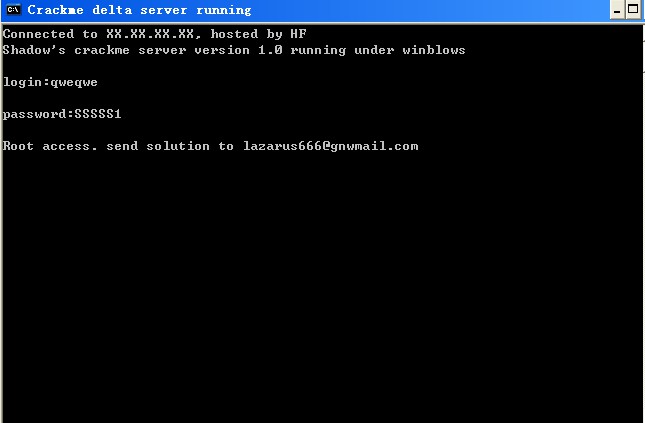 Crackme delta server running
Connected to XX.XX.XX.XX, hosted by HF
Shadow's crackme server version 1.0 running under winblows
login:qweqwe
password:SSSSS1
Root access. send solution to lazarus666@gnwmail.com